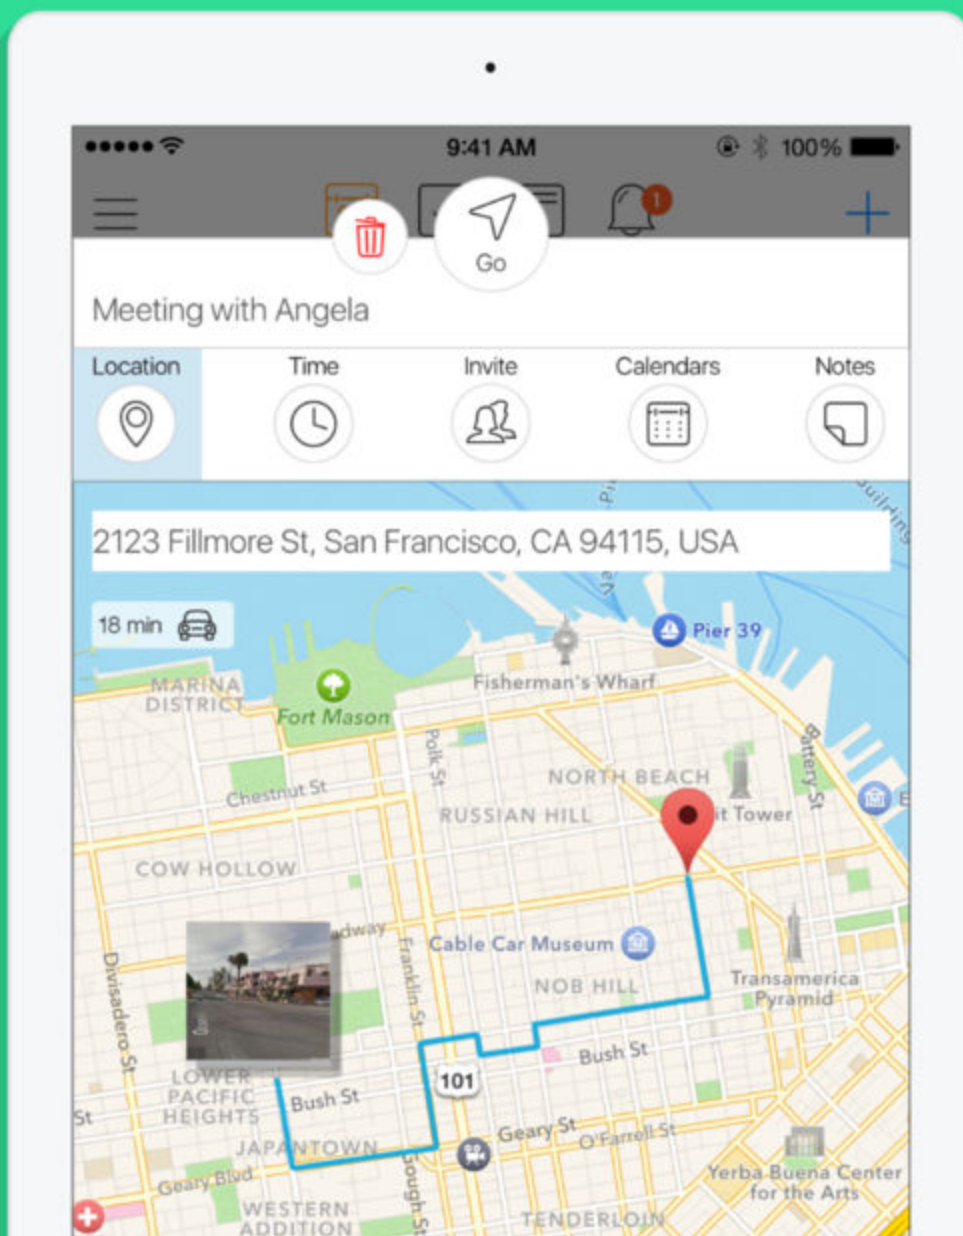 9:41 AM
100%
1
Go
Meeting with Angela
Location
Time
Invite
Calendars
Notes
2123 Fillmore St, San Francisco, CA 94115, USA
18 min
Pier 39
MARINA
DISTRICT
Fort Mason
Fisherman's Wharf
Polk St
Battery St
NORTH BEACH
Chestnut St
RUSSIAN HILL
it Tower
E
COW HOLLOW
adway
Franklin St
Cable Car Museum
Divisadero St
NOB HILL
Transamerica
Pyramid
Bush St
101
LOWER
PACIFIC
HEIGHTS
Bush St
St
Geary St
O'Farrell St
JAPANTOWN
Gough St
Geary Blvd
Yerba Buena Center
for the Arts
WESTERN
ADDITION
TENDERLOIN